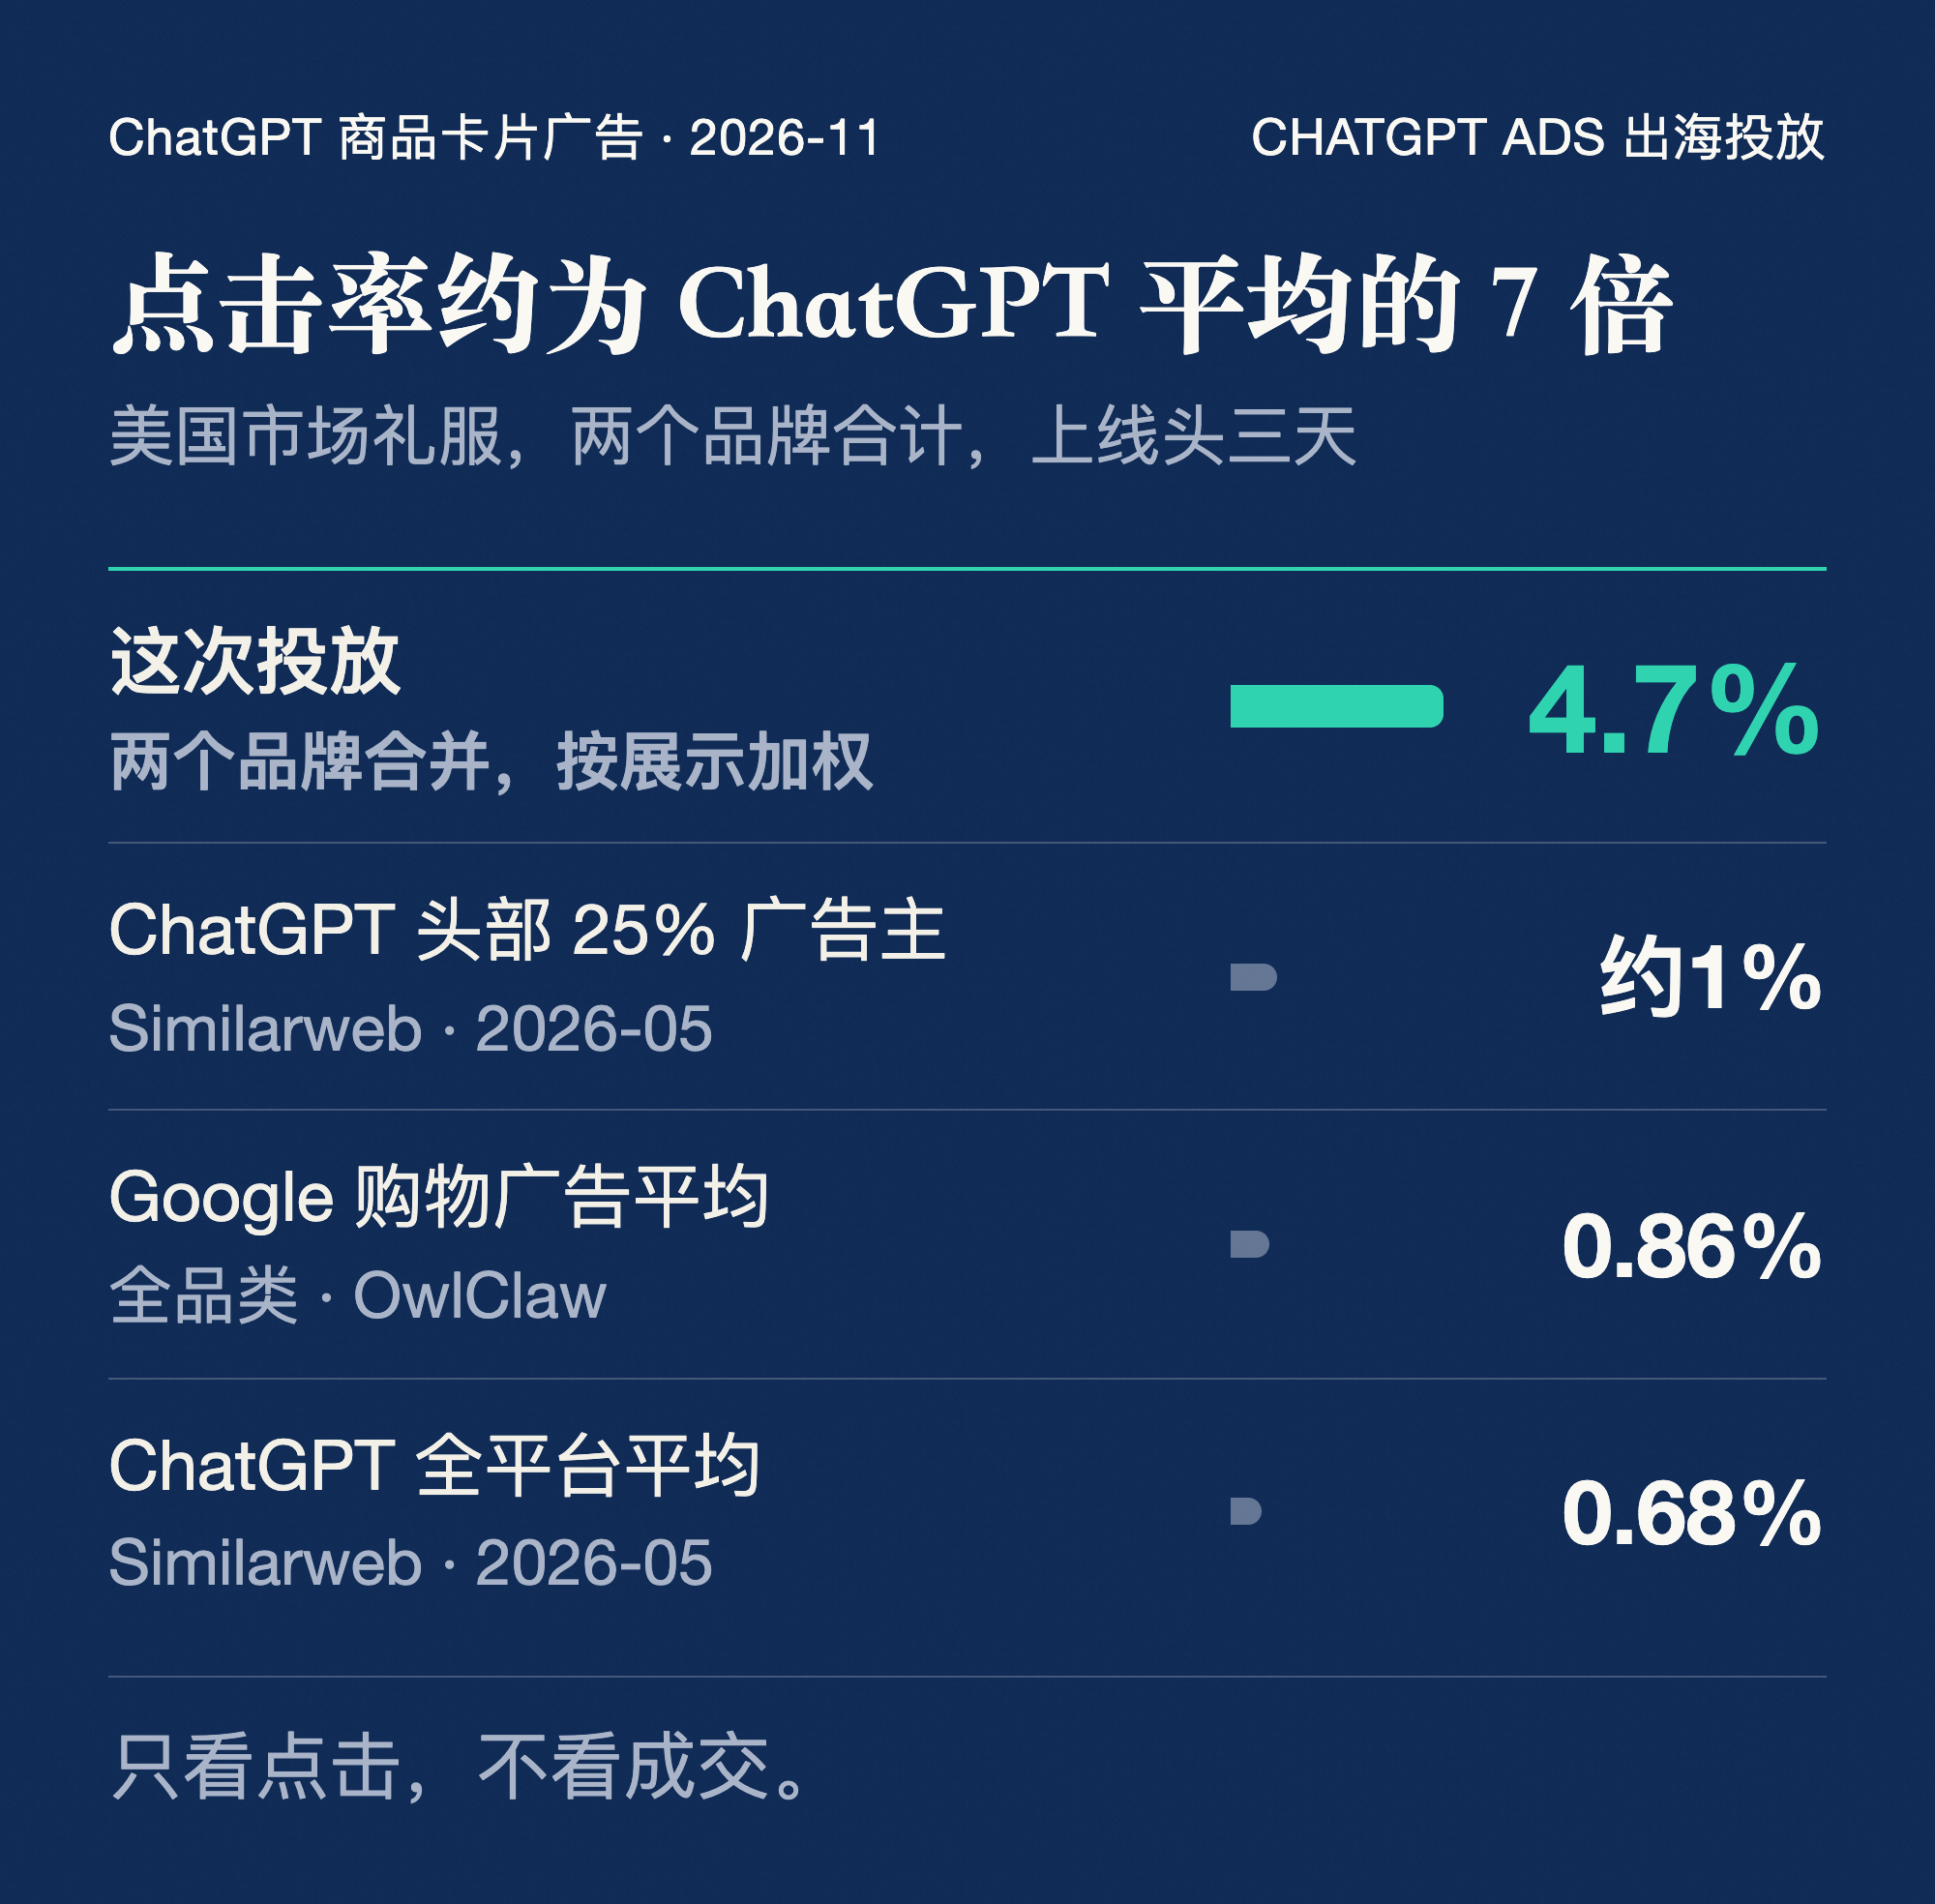 ChatGPT 商品卡片广告 · 2026-11
CHATGPT ADS 出海投放
点击率约为 ChatGPT 平均的 7 倍
美国市场礼服，两个品牌合计，上线头三天
这次投放
两个品牌合并，按展示加权
4.7%
ChatGPT 头部 25% 广告主
Similarweb · 2026-05
约1%
Google 购物广告平均
全品类 · OwlClaw
0.86%
ChatGPT 全平台平均
Similarweb · 2026-05
0.68%
只看点击，不看成交。